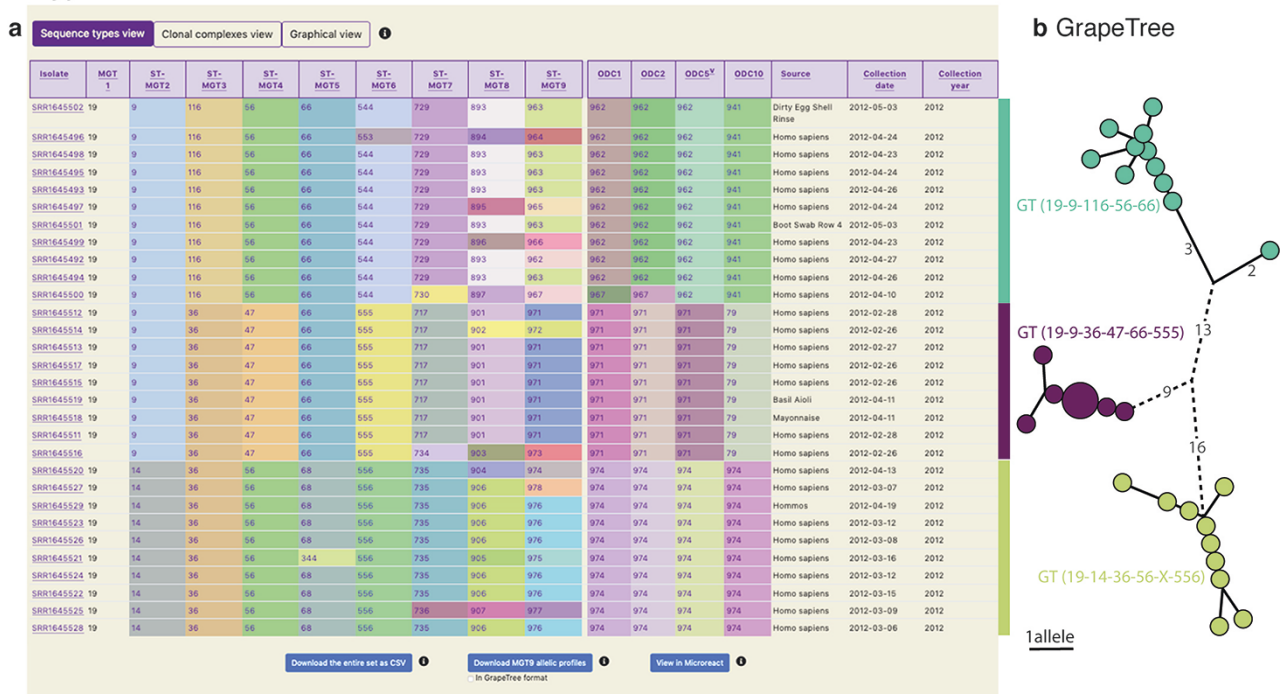 a
Sequence types view Clonal complexes view Graphical view i
Isolate MGT 1 ST-MGT2 ST-MGT3 ST-MGT4 ST-MGT5 ST-MGT6 ST-MGT7 ST-MGT8 ST-MGT9 ODC1 ODC2 ODC5Y ODC10 Source Collection date Collection year
SRR1645502 19 9 116 56 66 544 729 893 963 962 962 962 941 Dirty Egg Shell Rinse 2012-05-03 2012
SRR1645496 19 9 116 56 66 553 729 894 964 962 962 962 941 Homo sapiens 2012-04-24 2012
SRR1645498 19 9 116 56 66 544 729 893 963 962 962 962 941 Homo sapiens 2012-04-23 2012
SRR1645495 19 9 116 56 66 544 729 893 963 962 962 962 941 Homo sapiens 2012-04-24 2012
SRR1645493 19 9 116 56 66 544 729 893 963 962 962 962 941 Homo sapiens 2012-04-26 2012
SRR1645497 19 9 116 56 66 544 729 895 965 962 962 962 941 Homo sapiens 2012-04-24 2012
SRR1645501 19 9 116 56 66 544 729 893 963 962 962 962 941 Boot Swab Row 4 2012-05-03 2012
SRR1645499 19 9 116 56 66 544 729 896 966 962 962 962 941 Homo sapiens 2012-04-23 2012
SRR1645492 19 9 116 56 66 544 729 893 962 962 962 962 941 Homo sapiens 2012-04-27 2012
SRR1645494 19 9 116 56 66 544 729 893 963 962 962 962 941 Homo sapiens 2012-04-26 2012
SRR1645500 19 9 116 56 66 544 730 897 967 967 967 962 941 Homo sapiens 2012-04-10 2012
SRR1645512 19 9 36 47 66 555 717 901 971 971 971 971 79 Homo sapiens 2012-02-28 2012
SRR1645514 19 9 36 47 66 555 717 902 972 971 971 971 79 Homo sapiens 2012-02-26 2012
SRR1645513 19 9 36 47 66 555 717 901 971 971 971 971 79 Homo sapiens 2012-02-27 2012
SRR1645517 19 9 36 47 66 555 717 901 971 971 971 971 79 Homo sapiens 2012-02-26 2012
SRR1645515 19 9 36 47 66 555 717 901 971 971 971 971 79 Homo sapiens 2012-02-26 2012
SRR1645519 19 9 36 47 66 555 717 901 971 971 971 971 79 Basil Aioli 2012-04-11 2012
SRR1645518 19 9 36 47 66 555 717 901 971 971 971 971 79 Mayonnaise 2012-04-11 2012
SRR1645511 19 9 36 47 66 555 717 901 971 971 971 971 79 Homo sapiens 2012-02-28 2012
SRR1645516 19 9 36 47 66 555 734 903 973 971 971 971 79 Homo sapiens 2012-02-26 2012
SRR1645520 19 14 36 56 68 556 735 904 974 974 974 974 974 Homo sapiens 2012-04-13 2012
SRR1645527 19 14 36 56 68 556 735 906 978 974 974 974 974 Homo sapiens 2012-03-07 2012
SRR1645529 19 14 36 56 68 556 735 906 976 974 974 974 974 Hommos 2012-04-19 2012
SRR1645523 19 14 36 56 68 556 735 906 976 974 974 974 974 Homo sapiens 2012-03-12 2012
SRR1645526 19 14 36 56 68 556 735 906 976 974 974 974 974 Homo sapiens 2012-03-08 2012
SRR1645521 19 14 36 56 344 556 735 905 975 974 974 974 974 Homo sapiens 2012-03-16 2012
SRR1645524 19 14 36 56 68 556 735 906 976 974 974 974 974 Homo sapiens 2012-03-12 2012
SRR1645522 19 14 36 56 68 556 735 906 976 974 974 974 974 Homo sapiens 2012-03-15 2012
SRR1645525 19 14 36 56 68 556 736 907 977 974 974 974 974 Homo sapiens 2012-03-09 2012
SRR1645528 19 14 36 56 68 556 735 906 976 974 974 974 974 Homo sapiens 2012-03-06 2012
Download the entire set as CSV i Download MGT9 allelic profiles i View in Microreact i
In GrapeTree format
b GrapeTree
GT (19-9-116-56-66)
3
2
13
GT (19-9-36-47-66-555)
9
16
GT (19-14-36-56-X-556)
1allele